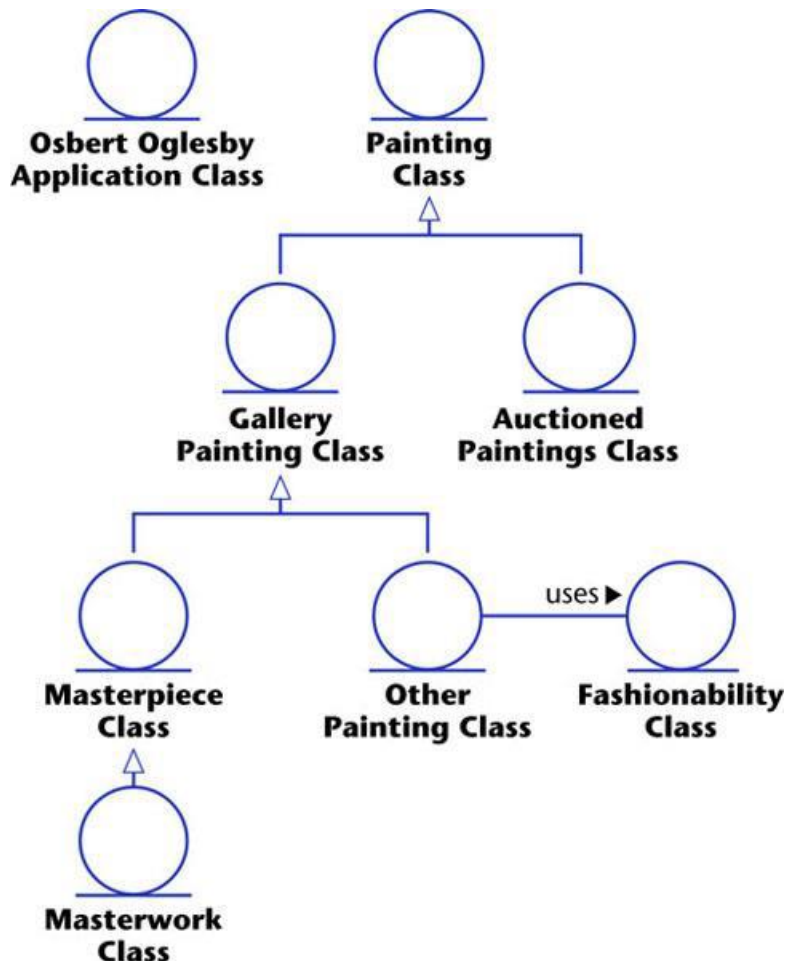 Osbert Oglesby
Application Class
Painting
Class
Gallery
Painting Class
Auctioned
Paintings Class
uses ▶
Masterpiece
Class
Other
Painting Class
Fashionability
Class
Masterwork
Class